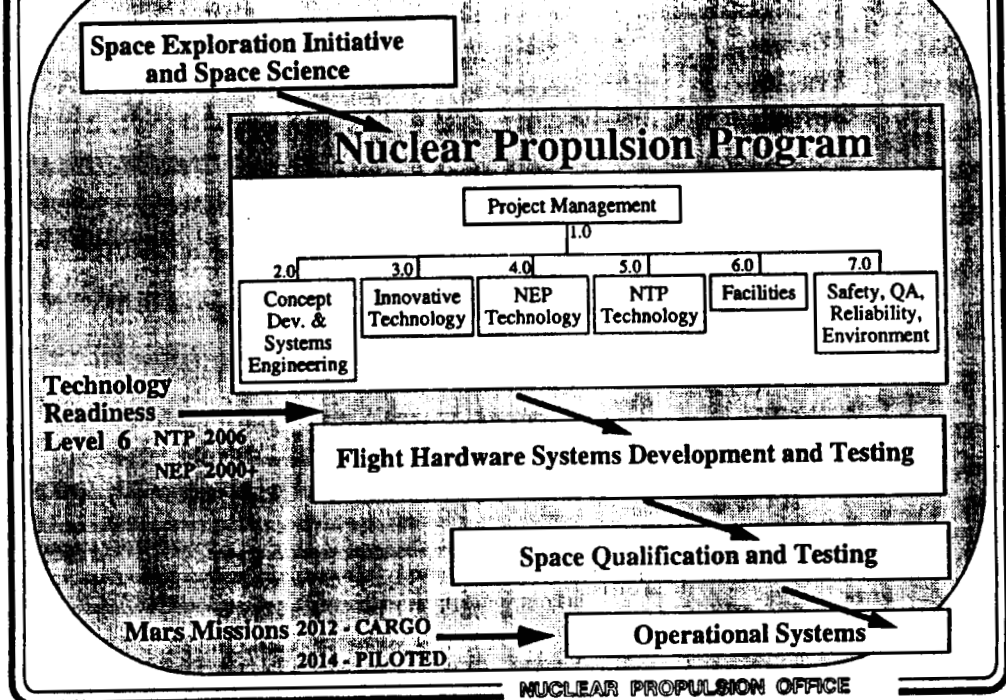 Space Exploration Initiative
and Space Science
Nuclear Propulsion Program
Project Management
1.0
2.0
Concept
Dev. &
Systems
Engineering
3.0
Innovative
Technology
4.0
NEP
Technology
5.0
NTP
Technology
6.0
Facilities
7.0
Safety, QA,
Reliability,
Environment
Technology
Readiness
Level 6 NTP 2006
NEP 2000+
Flight Hardware Systems Development and Testing
Space Qualification and Testing
Mars Missions 2012 - CARGO
2014 - PILOTED
Operational Systems
NUCLEAR PROPULSION OFFICE